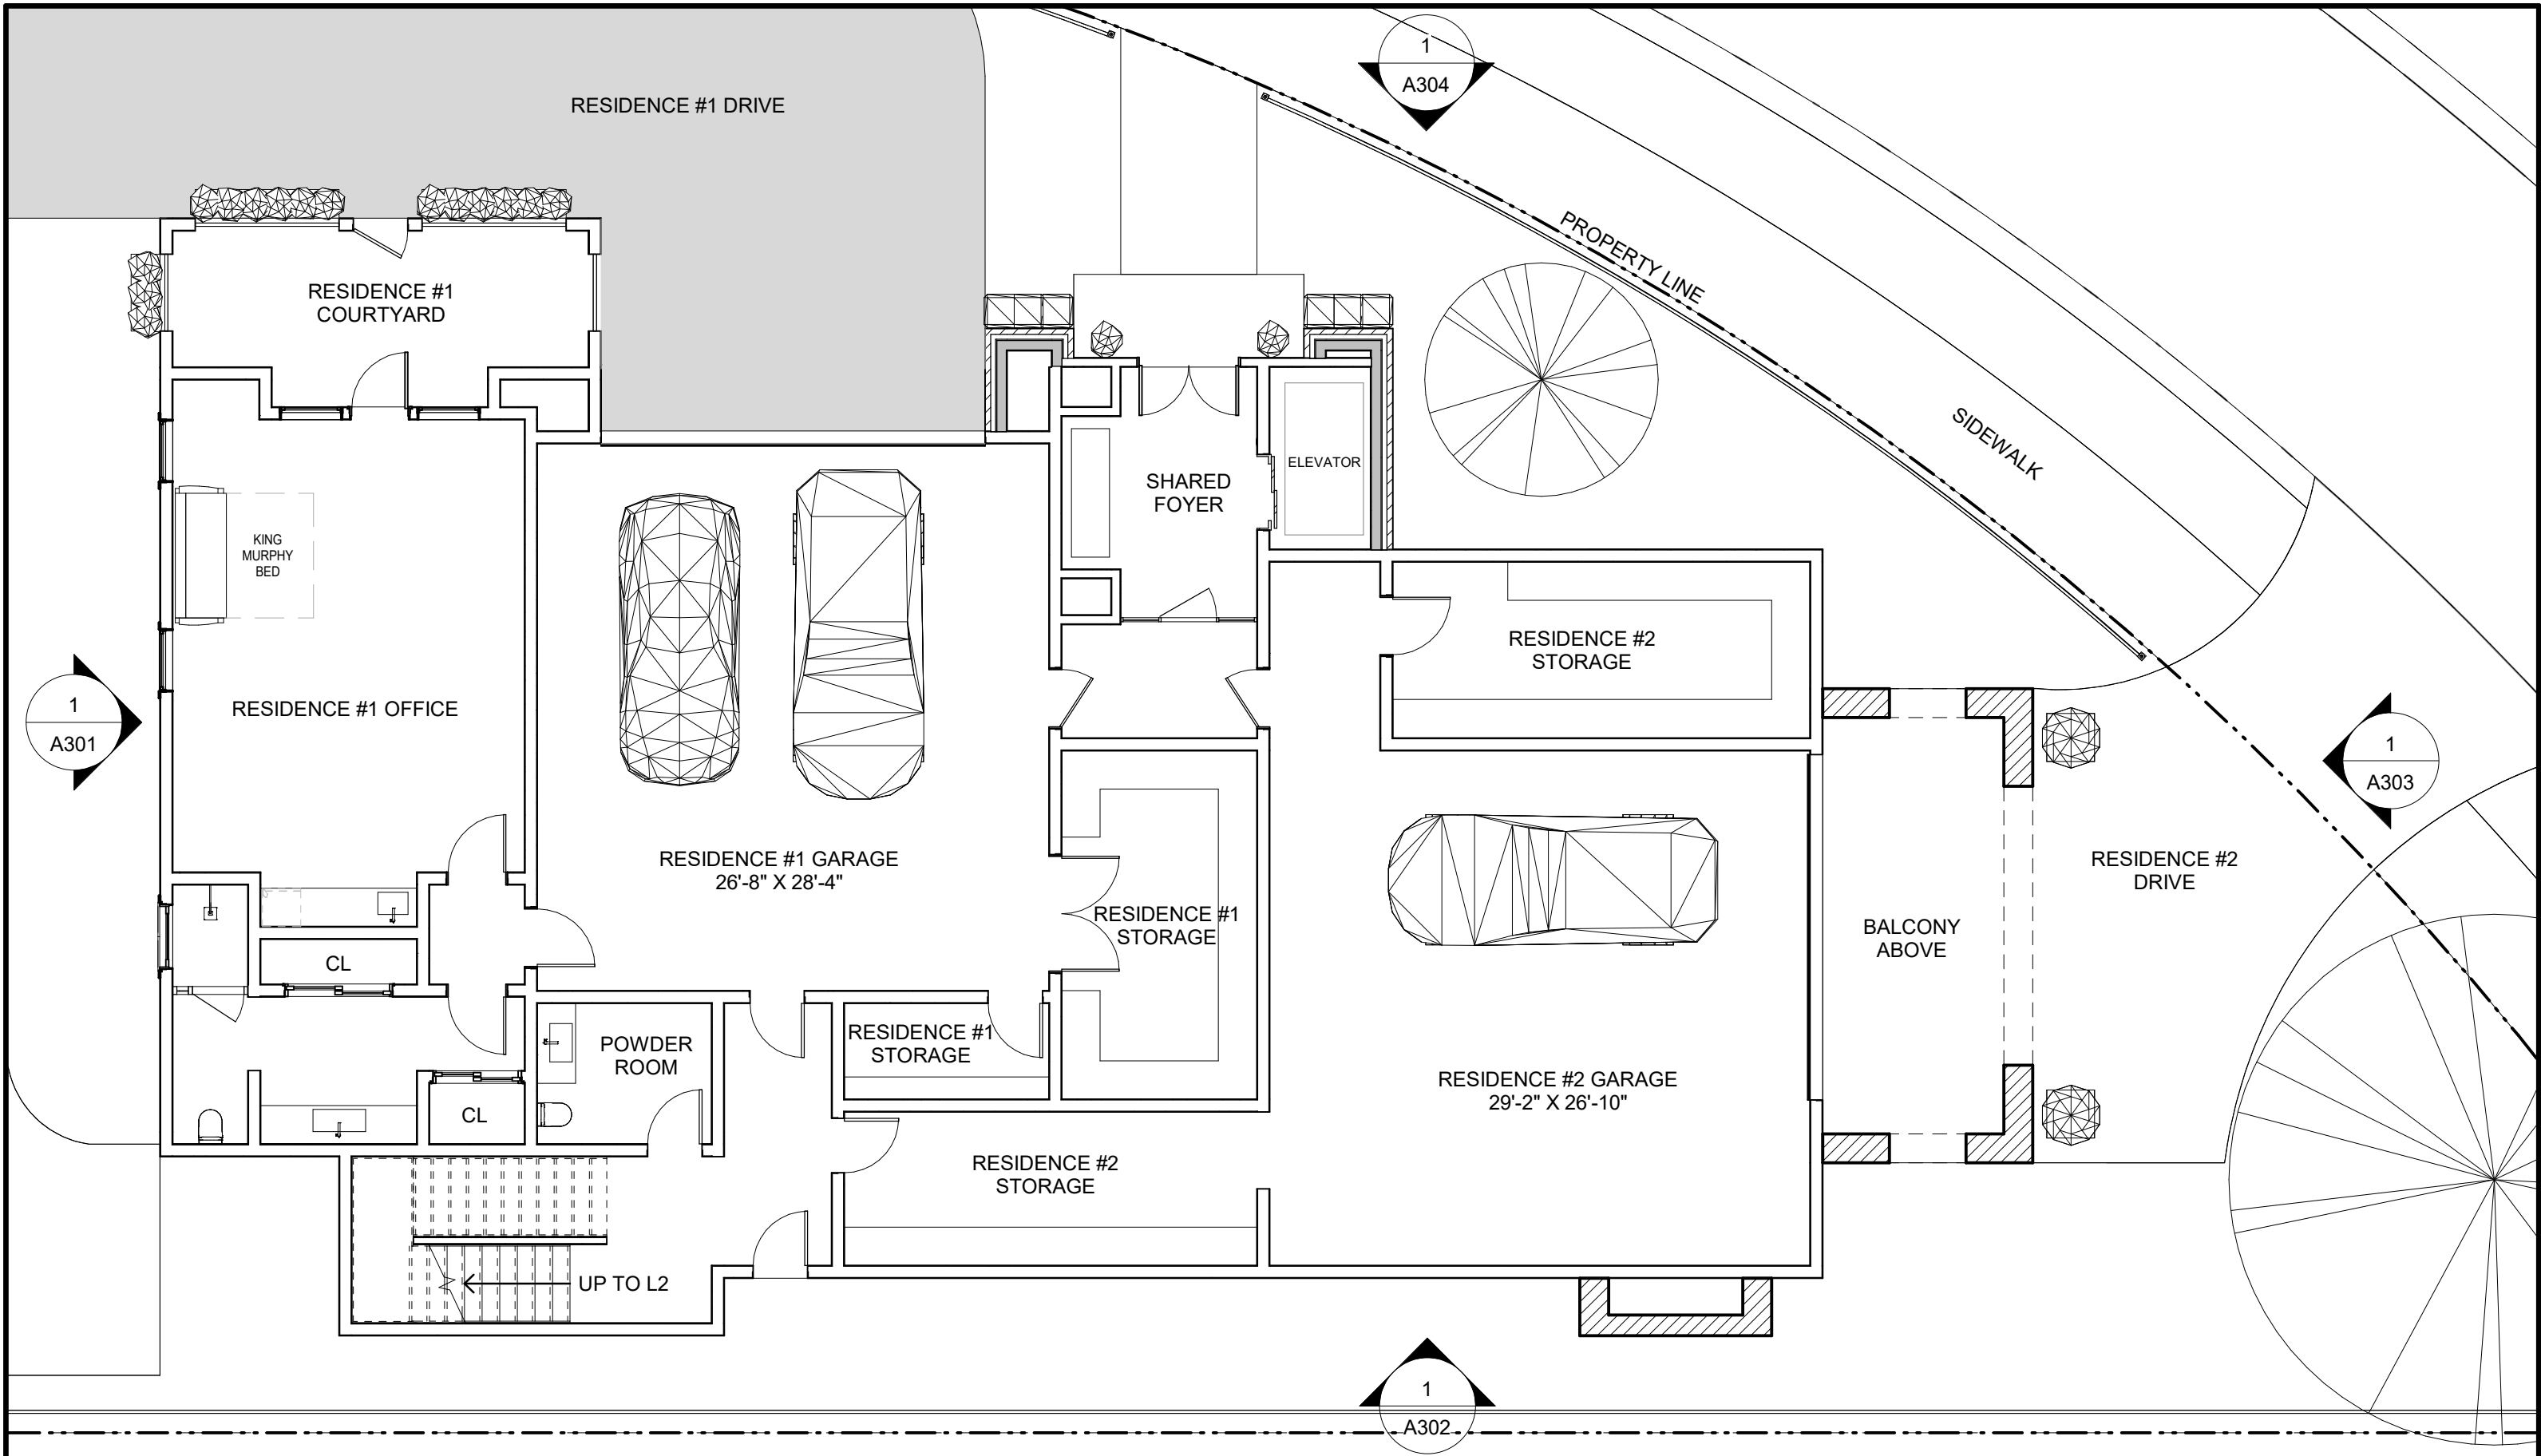 1
A304
RESIDENCE #1 DRIVE
PROPERTY LINE
RESIDENCE #1
COURTYARD
SIDEWALK
ELEVATOR
SHARED
FOYER
KING
MURPHY
BED
RESIDENCE #2
STORAGE
1
A301
RESIDENCE #1 OFFICE
1
A303
RESIDENCE #1 GARAGE
26'-8" X 28'-4"
RESIDENCE #2
DRIVE
RESIDENCE #1
STORAGE
BALCONY
ABOVE
CL
RESIDENCE #1
STORAGE
POWDER
ROOM
RESIDENCE #2 GARAGE
29'-2" X 26'-10"
CL
RESIDENCE #2
STORAGE
UP TO L2
1
A302